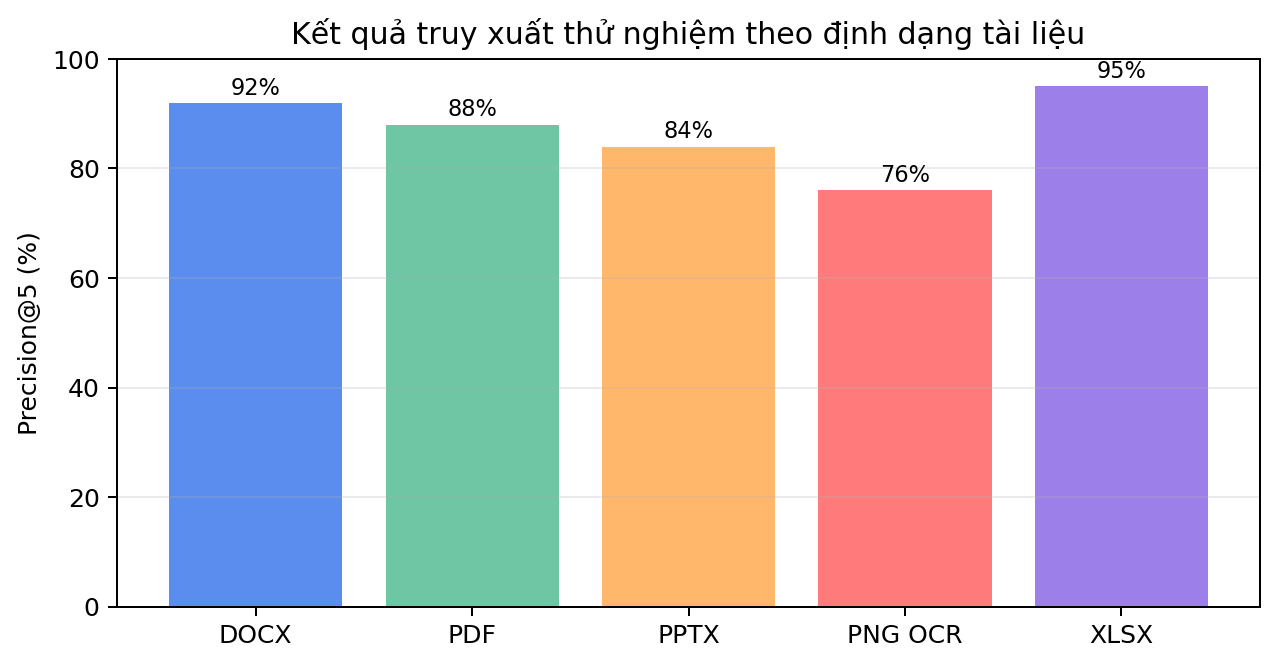 Kết quả truy xuất thử nghiệm theo định dạng tài liệu
Precision@5 (%)
100
80
60
40
20
0
92%
88%
84%
76%
95%
DOCX
PDF
PPTX
PNG OCR
XLSX